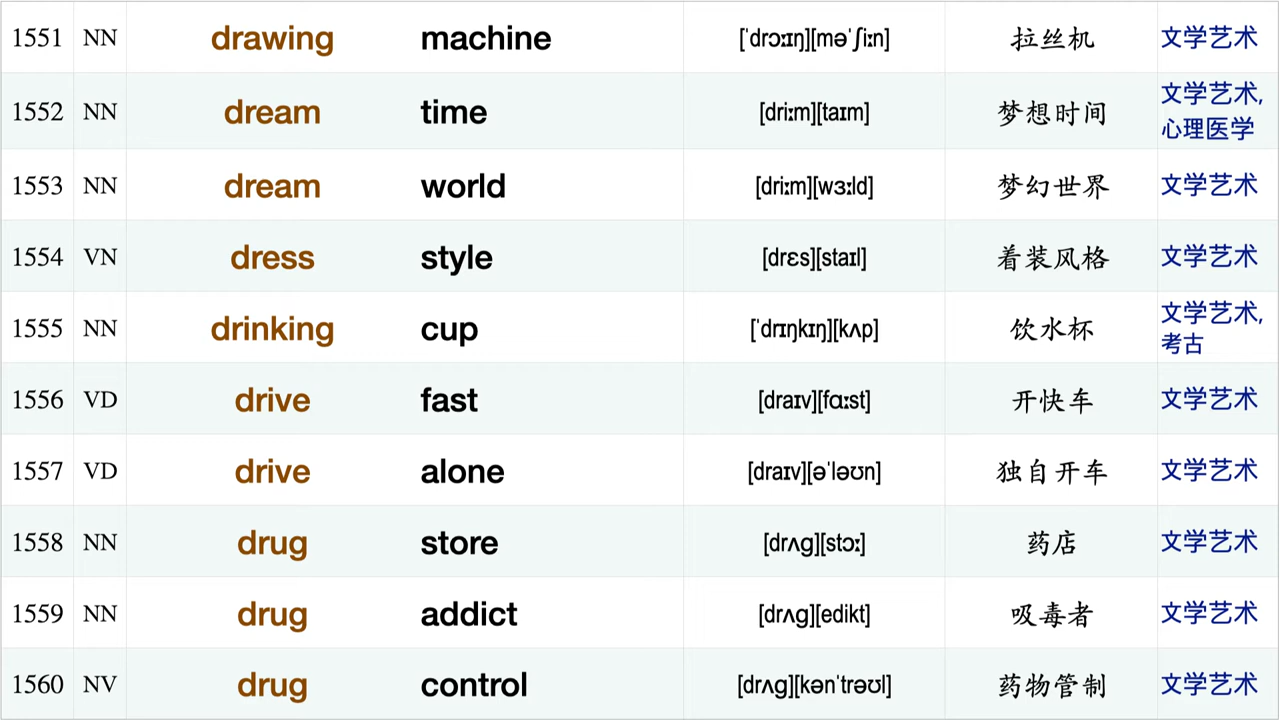 1551 NN drawing machine [ˈdrɔːɪŋ][məˈʃiːn] 拉丝机 文学艺术
1552 NN dream time [driːm][taɪm] 梦想时间 文学艺术,
心理医学
1553 NN dream world [driːm][wɜːld] 梦幻世界 文学艺术
1554 VN dress style [drɛs][staɪl] 着装风格 文学艺术
1555 NN drinking cup [ˈdrɪŋkɪŋ][kʌp] 饮水杯 文学艺术,
考古
1556 VD drive fast [draɪv][fɑːst] 开快车 文学艺术
1557 VD drive alone [draɪv][əˈləʊn] 独自开车 文学艺术
1558 NN drug store [drʌg][stɔː] 药店 文学艺术
1559 NN drug addict [drʌg][edikt] 吸毒者 文学艺术
1560 NV drug control [drʌg][kənˈtrəʊl] 药物管制 文学艺术